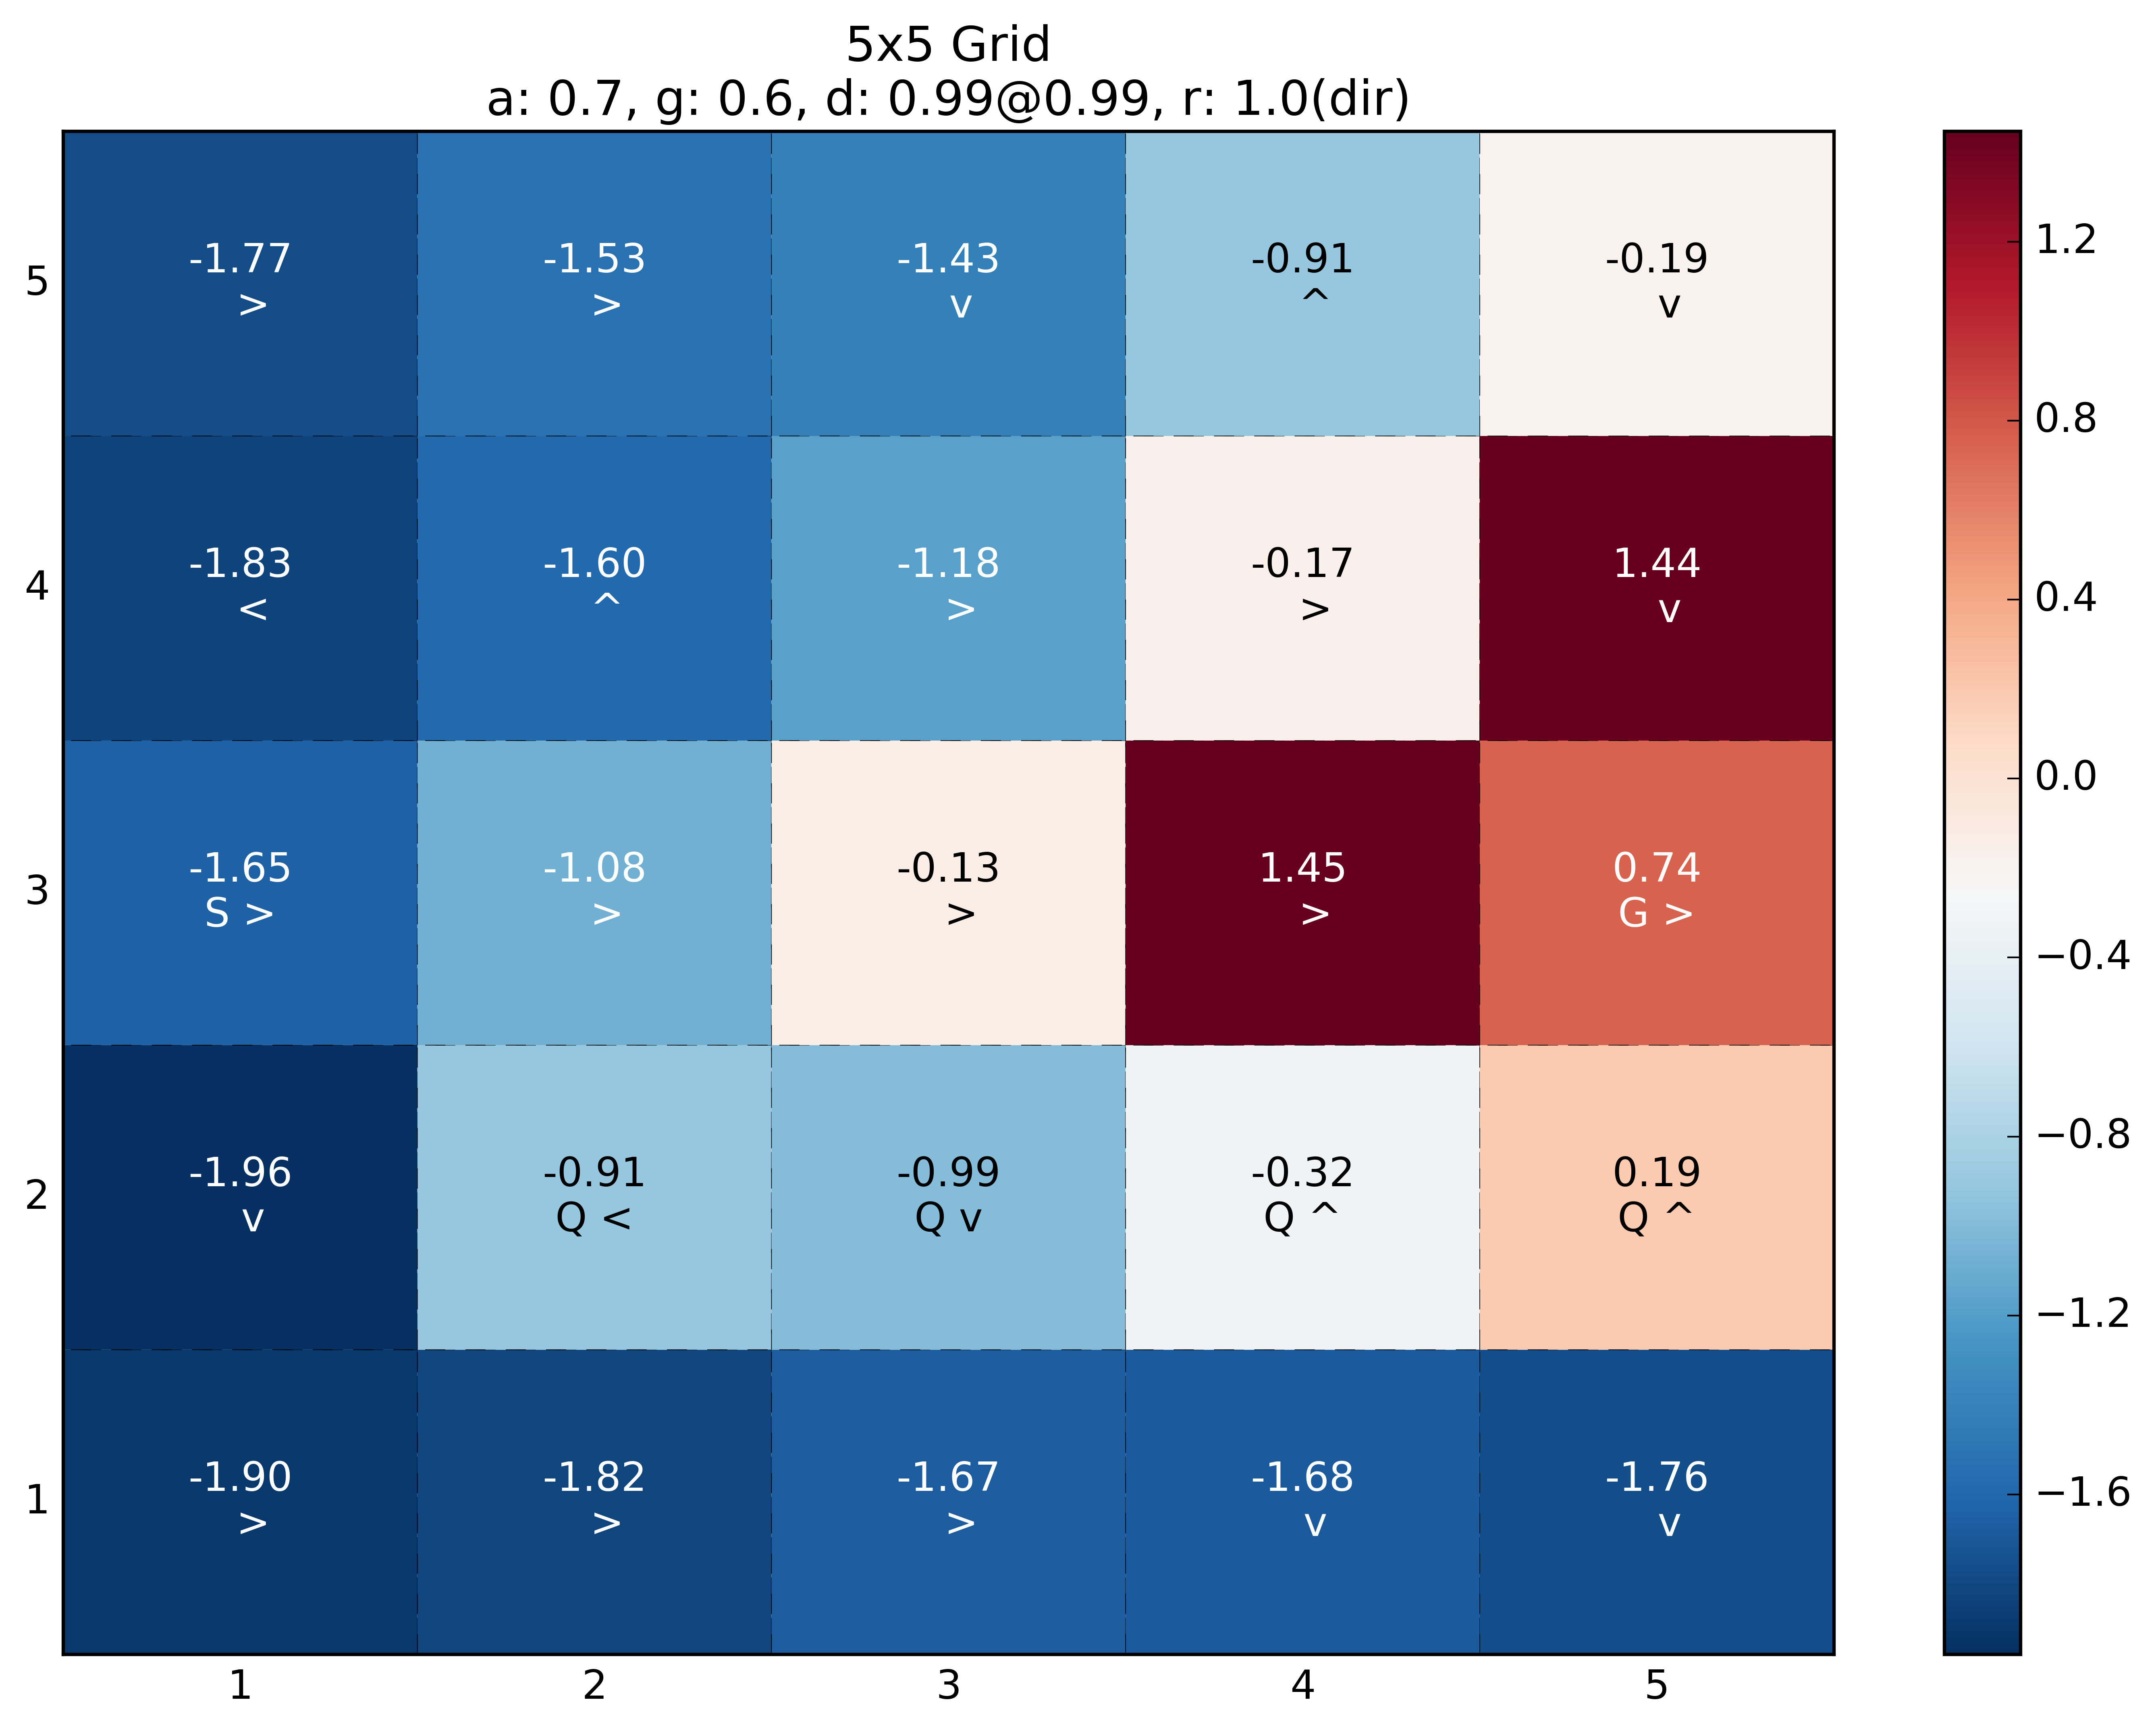 5x5 Grid
a: 0.7, g: 0.6, d: 0.99@0.99, r: 1.0(dir)
5
-1.77 -1.53 -1.43 -0.91 -0.19
> > v ^ v
4
-1.83 -1.60 -1.18 -0.17 1.44
< ^ > > v
3
-1.65 -1.08 -0.13 1.45 0.74
S > > > > G >
2
-1.96 -0.91 -0.99 -0.32 0.19
v Q < Q v Q ^ Q ^
1
-1.90 -1.82 -1.67 -1.68 -1.76
> > > v v
1 2 3 4 5
1.2
0.8
0.4
0.0
−0.4
−0.8
−1.2
−1.6